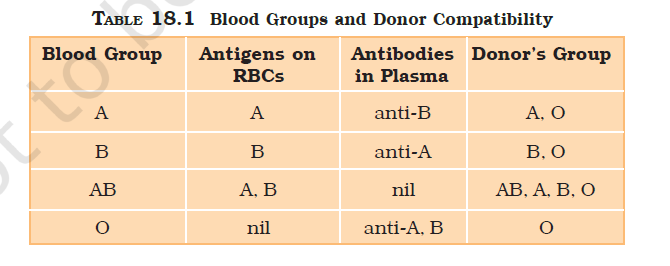 TABLE 18.1 Blood Groups and Donor Compatibility
Blood Group Antigens on RBCs Antibodies in Plasma Donor's Group
A A anti-B A, O
B B anti-A B, O
AB A, B nil AB, A, B, O
O nil anti-A, B O